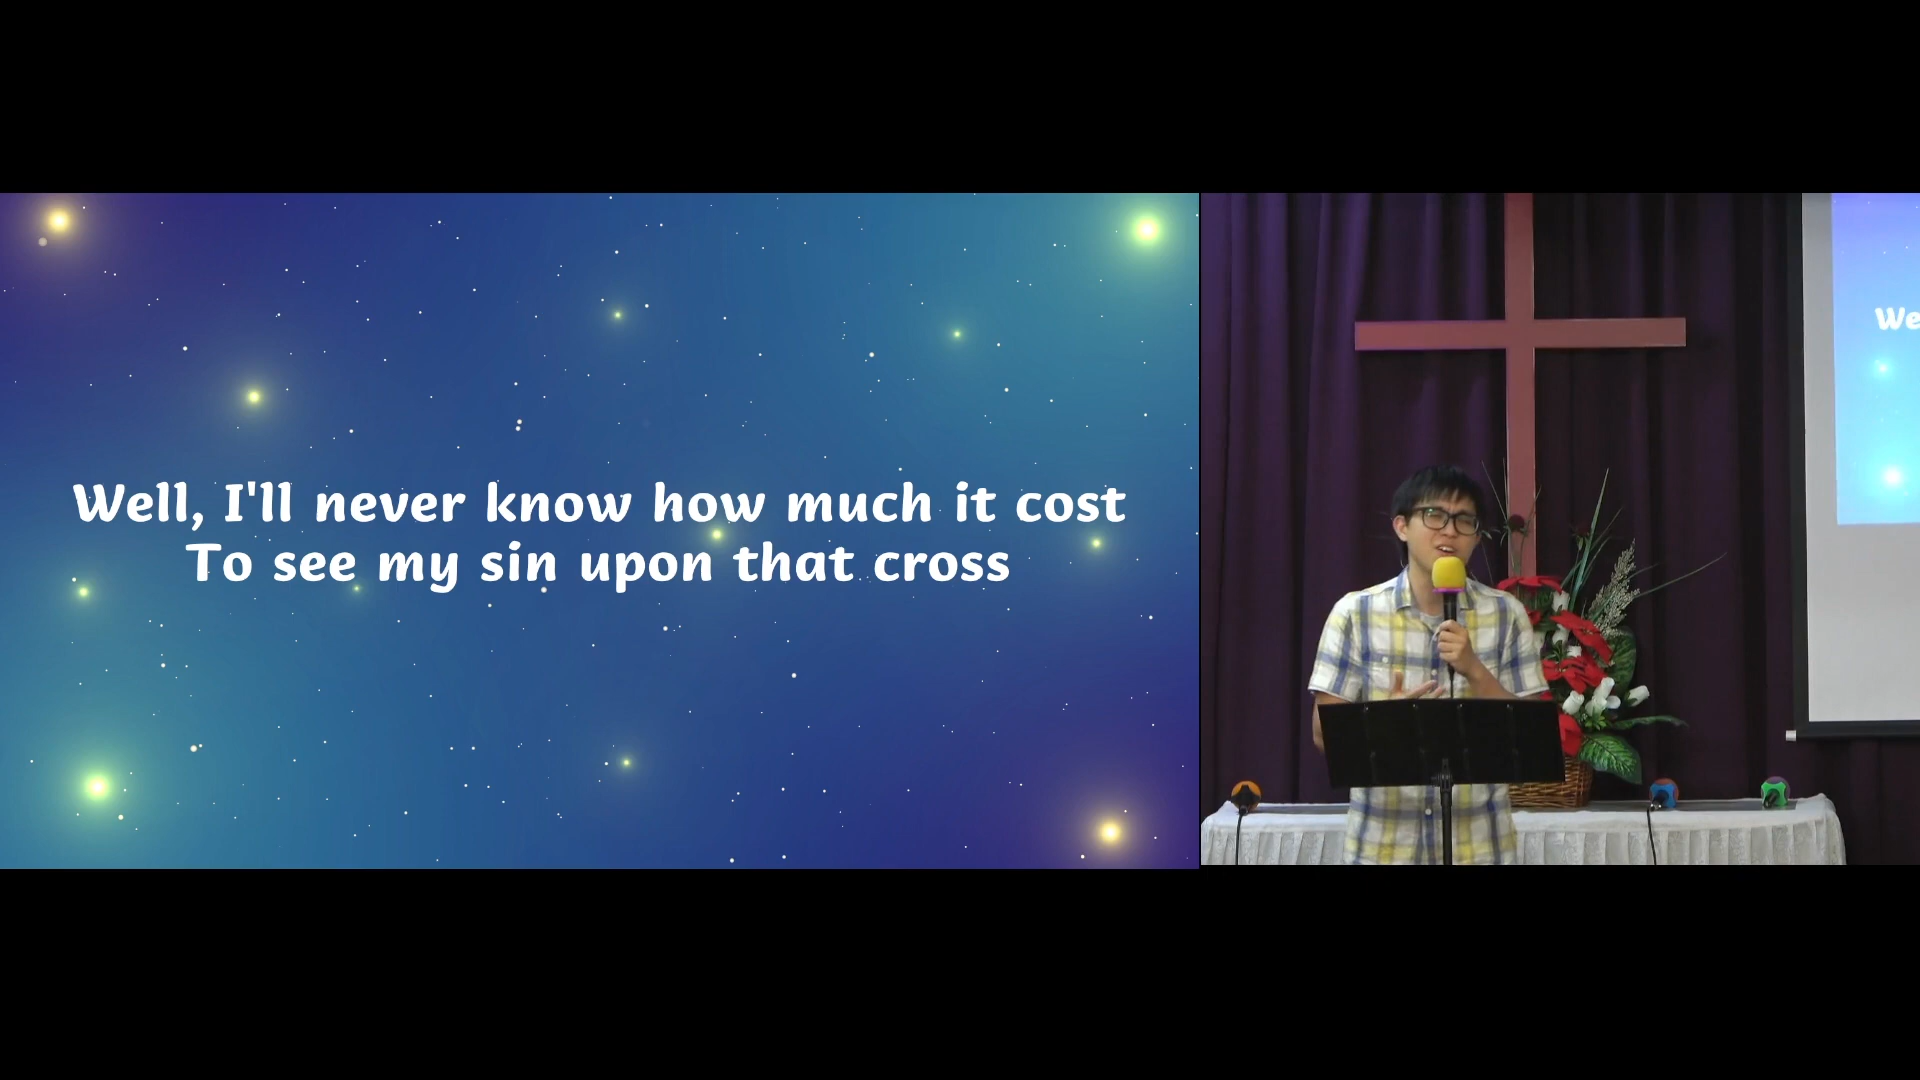 Well, I'll never know how much it cost
To see my sin upon that cross
We